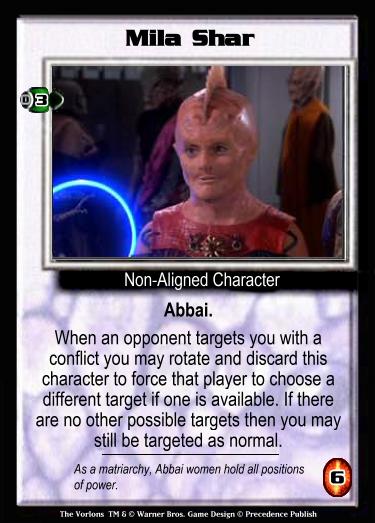 Mila Shar
D 3
Non-Aligned Character
Abbai.
When an opponent targets you with a
conflict you may rotate and discard this
character to force that player to choose a
different target if one is available. If there
are no other possible targets then you may
still be targeted as normal.
As a matriarchy, Abbai women hold all positions
of power.
6
The Vorlons TM & © Warner Bros. Game Design © Precedence Publish